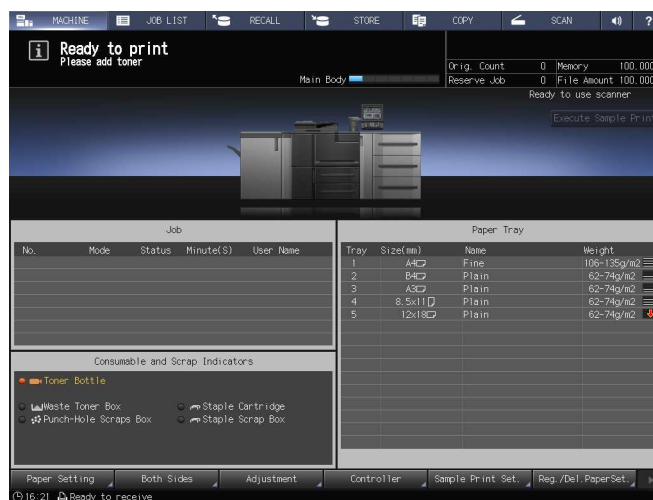 MACHINE JOB LIST RECALL STORE COPY SCAN ?
Ready to print
Please add toner
Main Body
Orig. Count 0 Memory 100.000
Reserve Job 0 File Amount 100.000
Ready to use scanner
Execute Sample Prin
Job
No. Mode Status Minute(S) User Name
Paper Tray
Tray Size(mm) Name Weight
1 A4 Fine 106-135g/m2
2 B4 Plain 62-74g/m2
3 A3 Plain 62-74g/m2
4 8.5x11 Plain 62-74g/m2
5 12x18 Plain 62-74g/m2
Consumable and Scrap Indicators
Toner Bottle
Waste Toner Box Staple Cartridge
Punch-Hole Scraps Box Staple Scrap Box
Paper Setting Both Sides Adjustment Controller Sample Print Set. Reg./Del.PaperSet.
16:21 Ready to receive